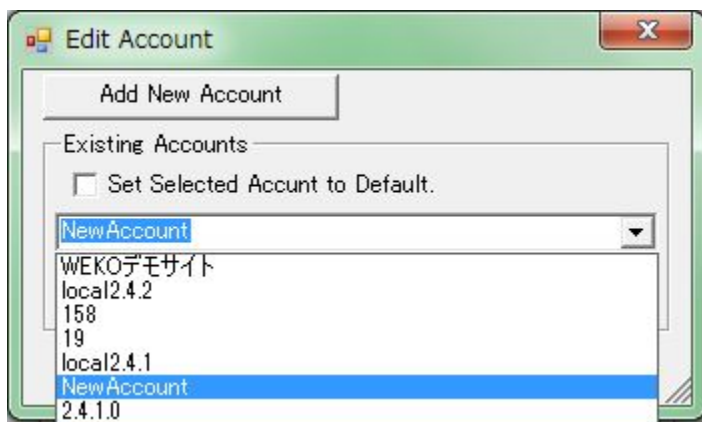 Edit Account
Add New Account
Existing Accounts
Set Selected Accunt to Default.
NewAccount
WEKOデモサイト
local2.4.2
158
19
local2.4.1
NewAccount
2.4.1.0